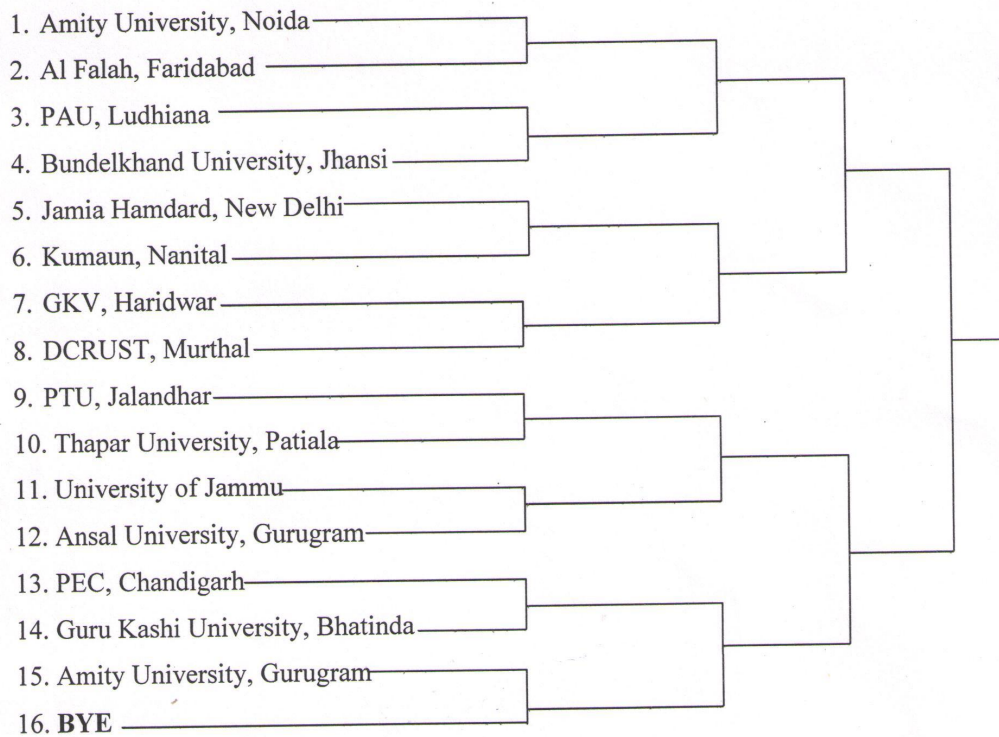 1. Amity University, Noida
2. Al Falah, Faridabad
3. PAU, Ludhiana
4. Bundelkhand University, Jhansi
5. Jamia Hamdard, New Delhi
6. Kumaun, Nanital
7. GKV, Haridwar
8. DCRUST, Murthal
9. PTU, Jalandhar
10. Thapar University, Patiala
11. University of Jammu
12. Ansal University, Gurugram
13. PEC, Chandigarh
14. Guru Kashi University, Bhatinda
15. Amity University, Gurugram
16. BYE